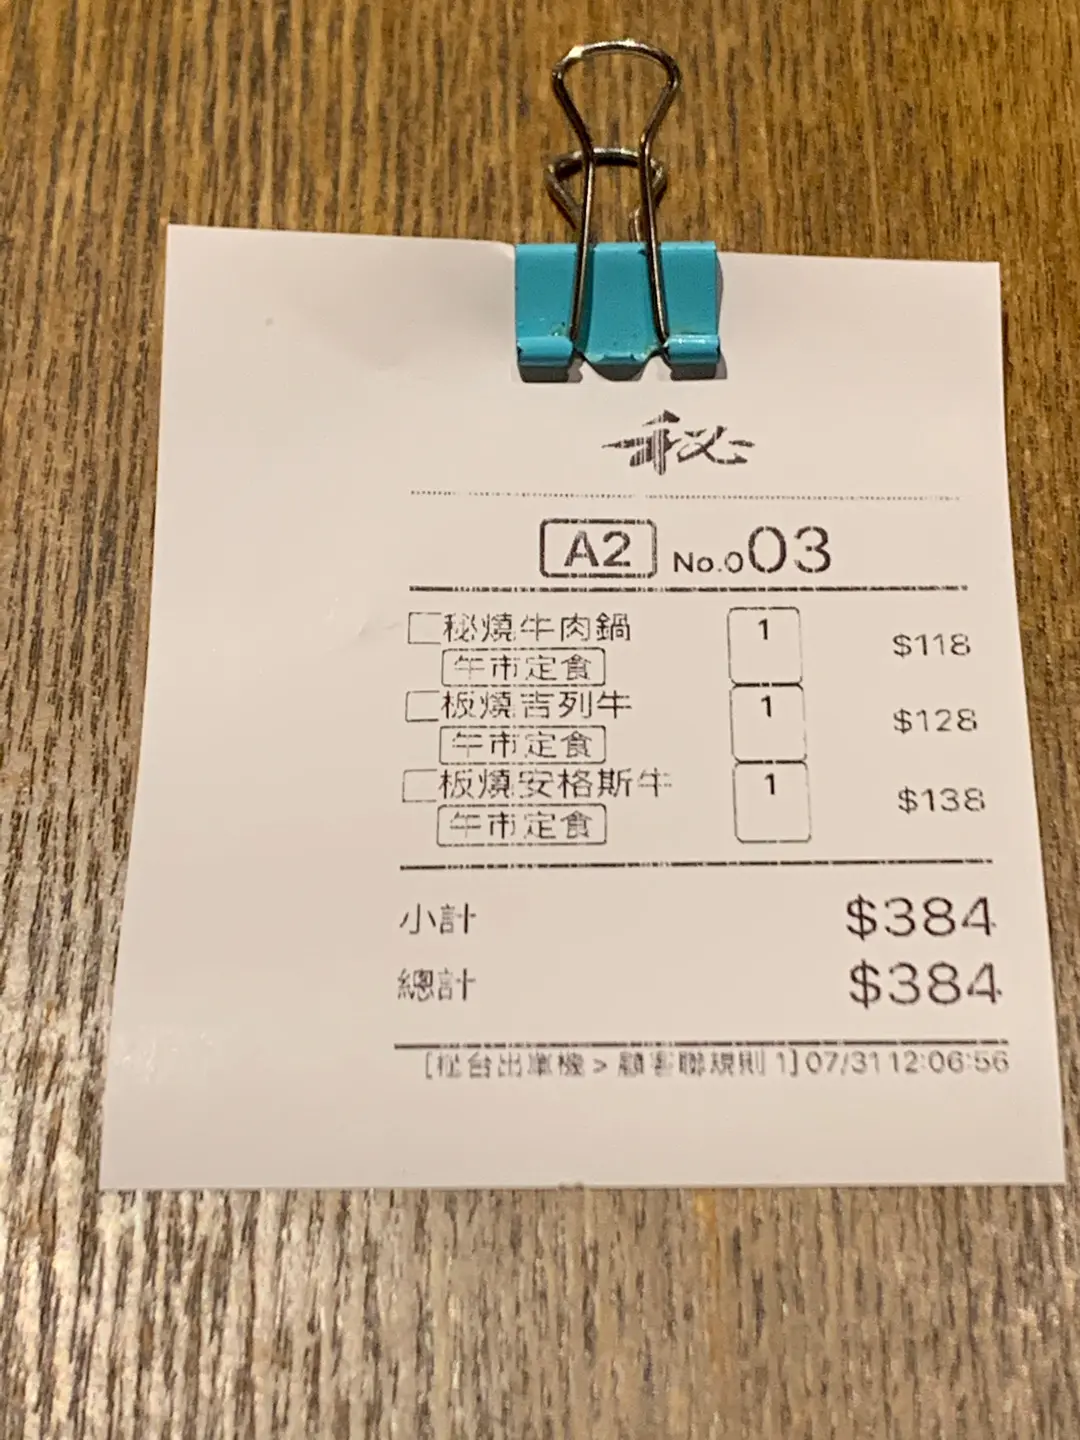 秘
A2 No.003
秘燒牛肉鍋 1 $118
午市定食
板燒吉列牛 1 $128
午市定食
板燒安格斯牛 1 $138
午市定食
小計 $384
總計 $384
[櫃台出單機 > 顧客聯規則 1] 07/31 12:06:56